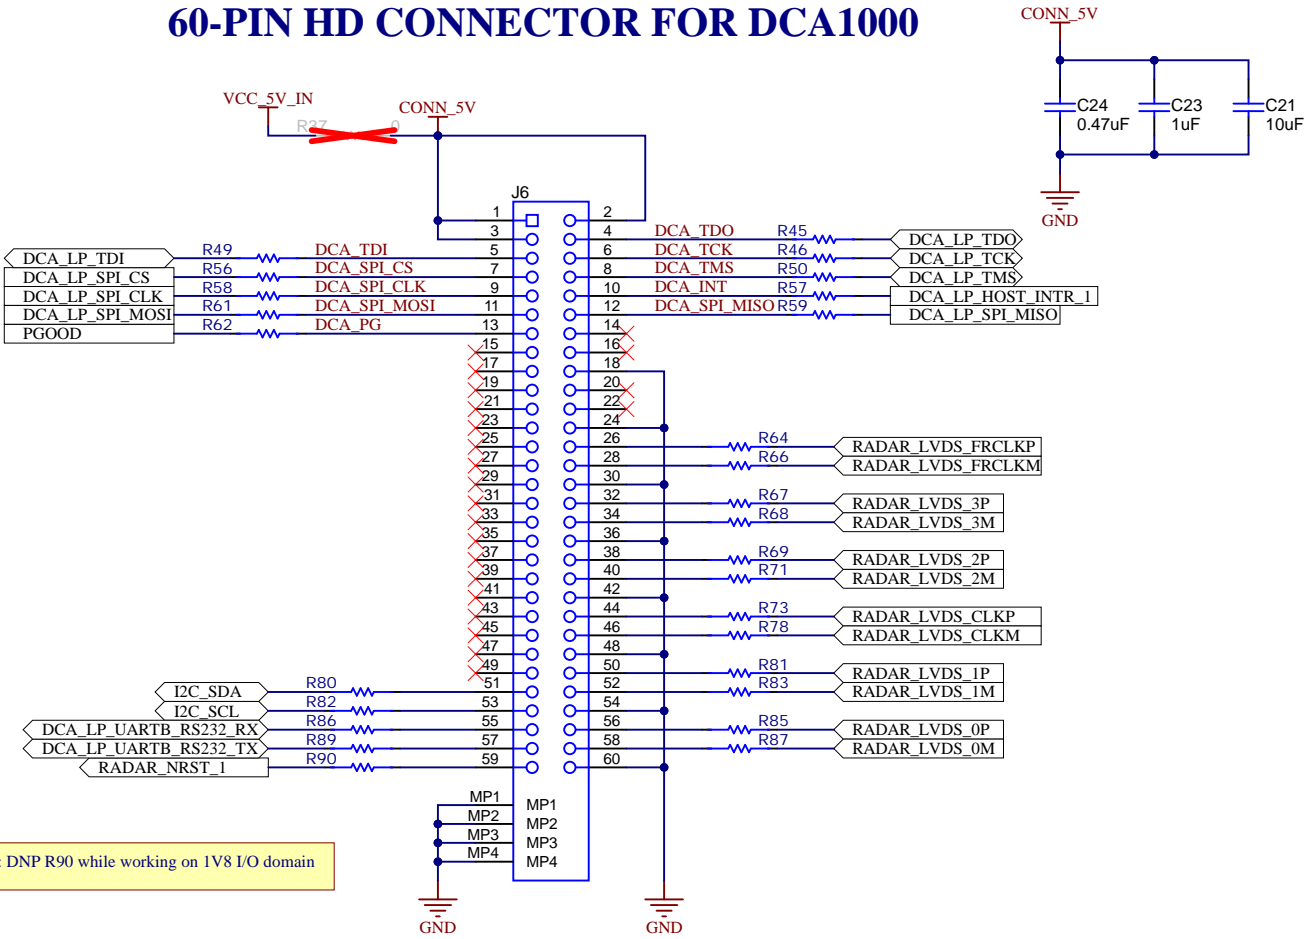 60-PIN HD CONNECTOR FOR DCA1000
CONN_5V
C24
0.47uF
C23
1uF
C21
10uF
GND
VCC_5V_IN
CONN_5V
R37 0
J6
1 2
3 4 DCA_TDO R45 DCA_LP_TDO
DCA_LP_TDI R49 DCA_TDI 5 6 DCA_TCK R46 DCA_LP_TCK
DCA_LP_SPI_CS R56 DCA_SPI_CS 7 8 DCA_TMS R50 DCA_LP_TMS
DCA_LP_SPI_CLK R58 DCA_SPI_CLK 9 10 DCA_INT R57 DCA_LP_HOST_INTR_1
DCA_LP_SPI_MOSI R61 DCA_SPI_MOSI 11 12 DCA_SPI_MISO R59 DCA_LP_SPI_MISO
PGOOD R62 DCA_PG 13 14
15 16
17 18
19 20
21 22
23 24
25 26 R64 RADAR_LVDS_FRCLKP
27 28 R66 RADAR_LVDS_FRCLKM
29 30
31 32 R67 RADAR_LVDS_3P
33 34 R68 RADAR_LVDS_3M
35 36
37 38 R69 RADAR_LVDS_2P
39 40 R71 RADAR_LVDS_2M
41 42
43 44 R73 RADAR_LVDS_CLKP
45 46 R78 RADAR_LVDS_CLKM
47 48
49 50 R81 RADAR_LVDS_1P
I2C_SDA R80 51 52 R83 RADAR_LVDS_1M
I2C_SCL R82 53 54
DCA_LP_UARTB_RS232_RX R86 55 56 R85 RADAR_LVDS_0P
DCA_LP_UARTB_RS232_TX R89 57 58 R87 RADAR_LVDS_0M
RADAR_NRST_1 R90 59 60
MP1 MP1
MP2 MP2
MP3 MP3
MP4 MP4
: DNP R90 while working on 1V8 I/O domain
GND GND